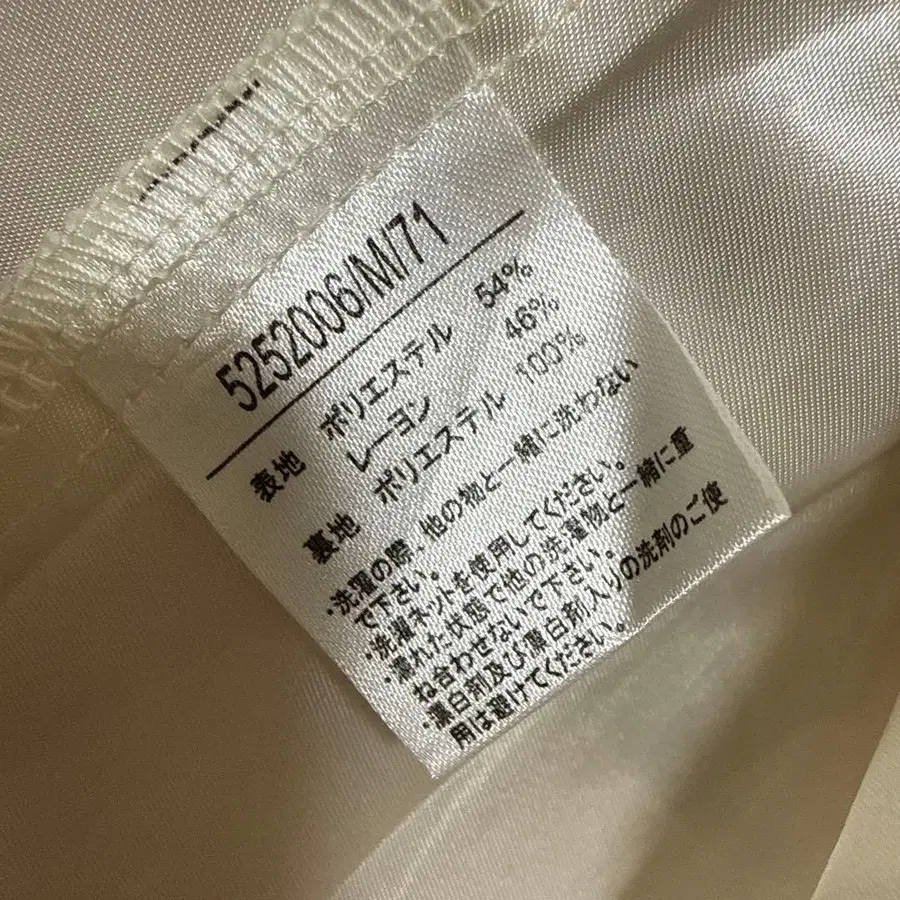 5252006/M/71
表地 ポリエステル 54%
レーヨン 46%
裏地 ポリエステル 100%
・洗濯の際、他の物と一緒に洗わない
で下さい。
・洗濯ネットを使用してください。
・濡れた状態で他の洗濯物と一緒に重
ね合わせないで下さい。
・漂白剤及び漂白剤入りの洗剤のご使
用は避けてください。